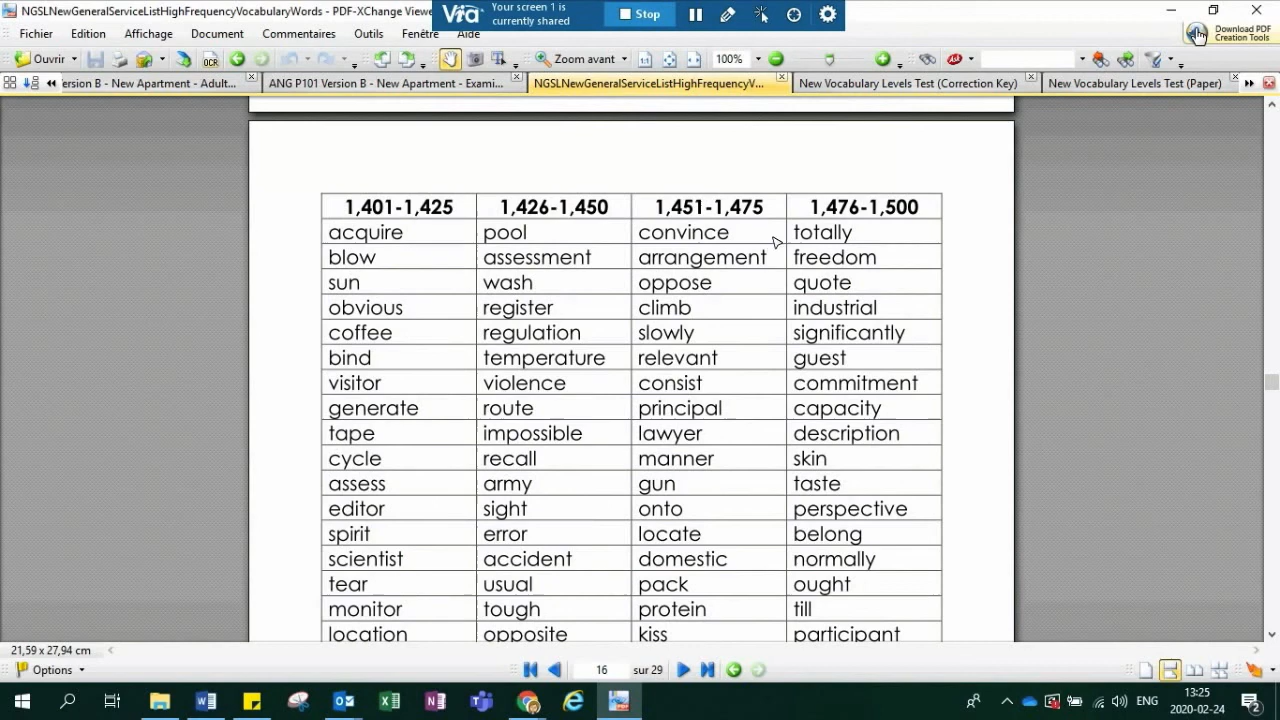 NGSLNewGeneralServiceListHighFrequencyVocabularyWords - PDF-XChange Viewe
Via
Your screen 1 is
currently shared
Stop
Fichier Edition Affichage Document Commentaires Outils Fenêtre Aide
Download PDF
Creation Tools
Ouvrir OCR Zoom avant 100%
ersion B - New Apartment - Adult... ANG P101 Version B - New Apartment - Exami... NGSLNewGeneralServiceListHighFrequencyV... New Vocabulary Levels Test (Correction Key) New Vocabulary Levels Test (Paper)
1,401-1,425 1,426-1,450 1,451-1,475 1,476-1,500
acquire pool convince totally
blow assessment arrangement freedom
sun wash oppose quote
obvious register climb industrial
coffee regulation slowly significantly
bind temperature relevant guest
visitor violence consist commitment
generate route principal capacity
tape impossible lawyer description
cycle recall manner skin
assess army gun taste
editor sight onto perspective
spirit error locate belong
scientist accident domestic normally
tear usual pack ought
monitor tough protein till
location opposite kiss participant
21,59 x 27,94 cm
Options 16 sur 29
13:25
ENG
2020-02-24
2